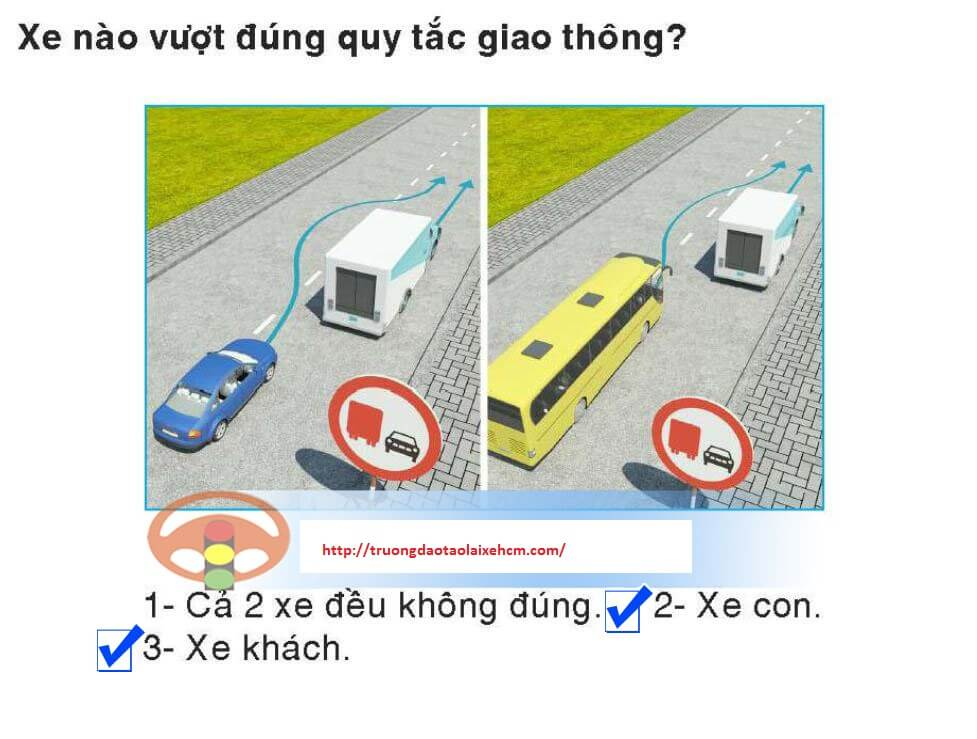 Xe nào vượt đúng quy tắc giao thông?
http://truongdaotaolaixehcm.com/
1- Cả 2 xe đều không đúng. 2- Xe con.
3- Xe khách.